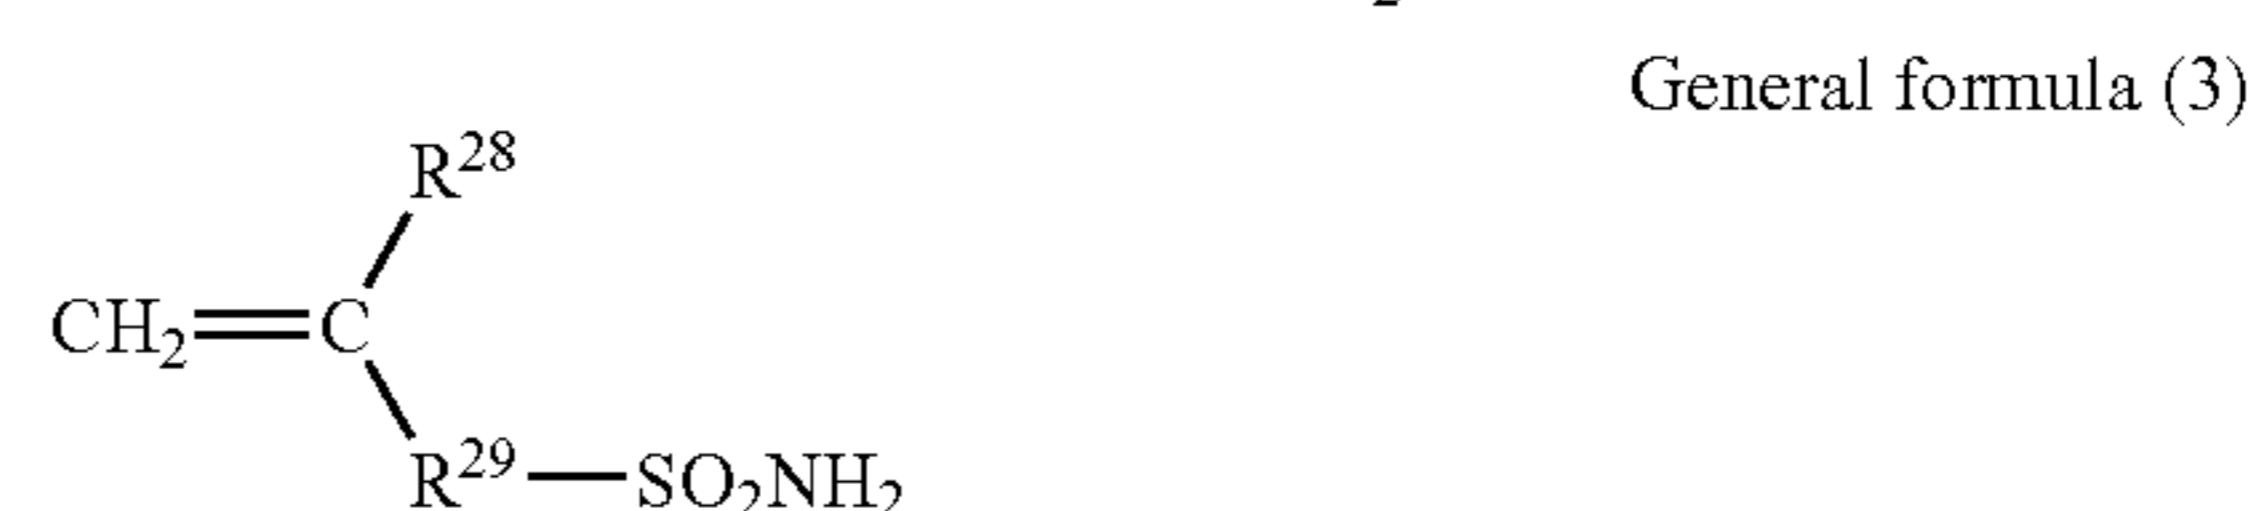 General formula (3)
R²⁸
CH₂=C
R²⁹—SO₂NH₂